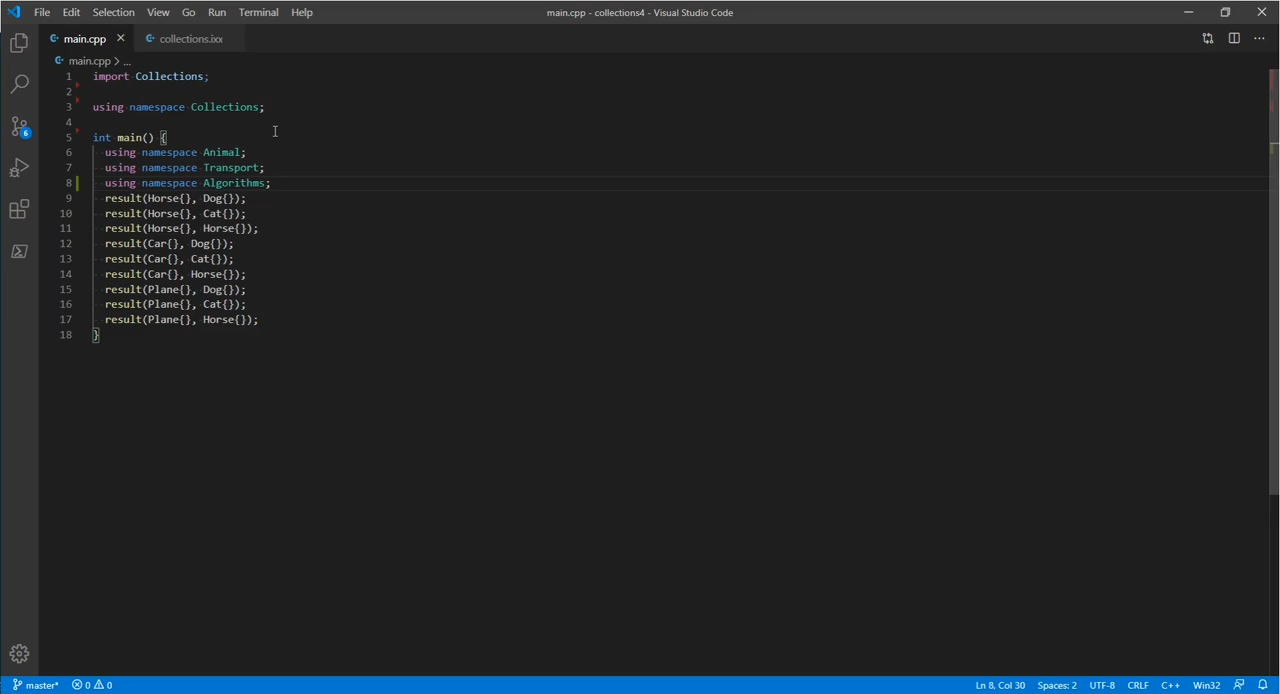 File Edit Selection View Go Run Terminal Help
main.cpp - collections4 - Visual Studio Code
main.cpp collections.ixx
main.cpp > ...
1 import Collections;
2
3 using namespace Collections;
4
5 int main() {
6 using namespace Animal;
7 using namespace Transport;
8 using namespace Algorithms;
9 result(Horse{}, Dog{});
10 result(Horse{}, Cat{});
11 result(Horse{}, Horse{});
12 result(Car{}, Dog{});
13 result(Car{}, Cat{});
14 result(Car{}, Horse{});
15 result(Plane{}, Dog{});
16 result(Plane{}, Cat{});
17 result(Plane{}, Horse{});
18 }
6
master* 0 0 Ln 8, Col 30 Spaces: 2 UTF-8 CRLF C++ Win32